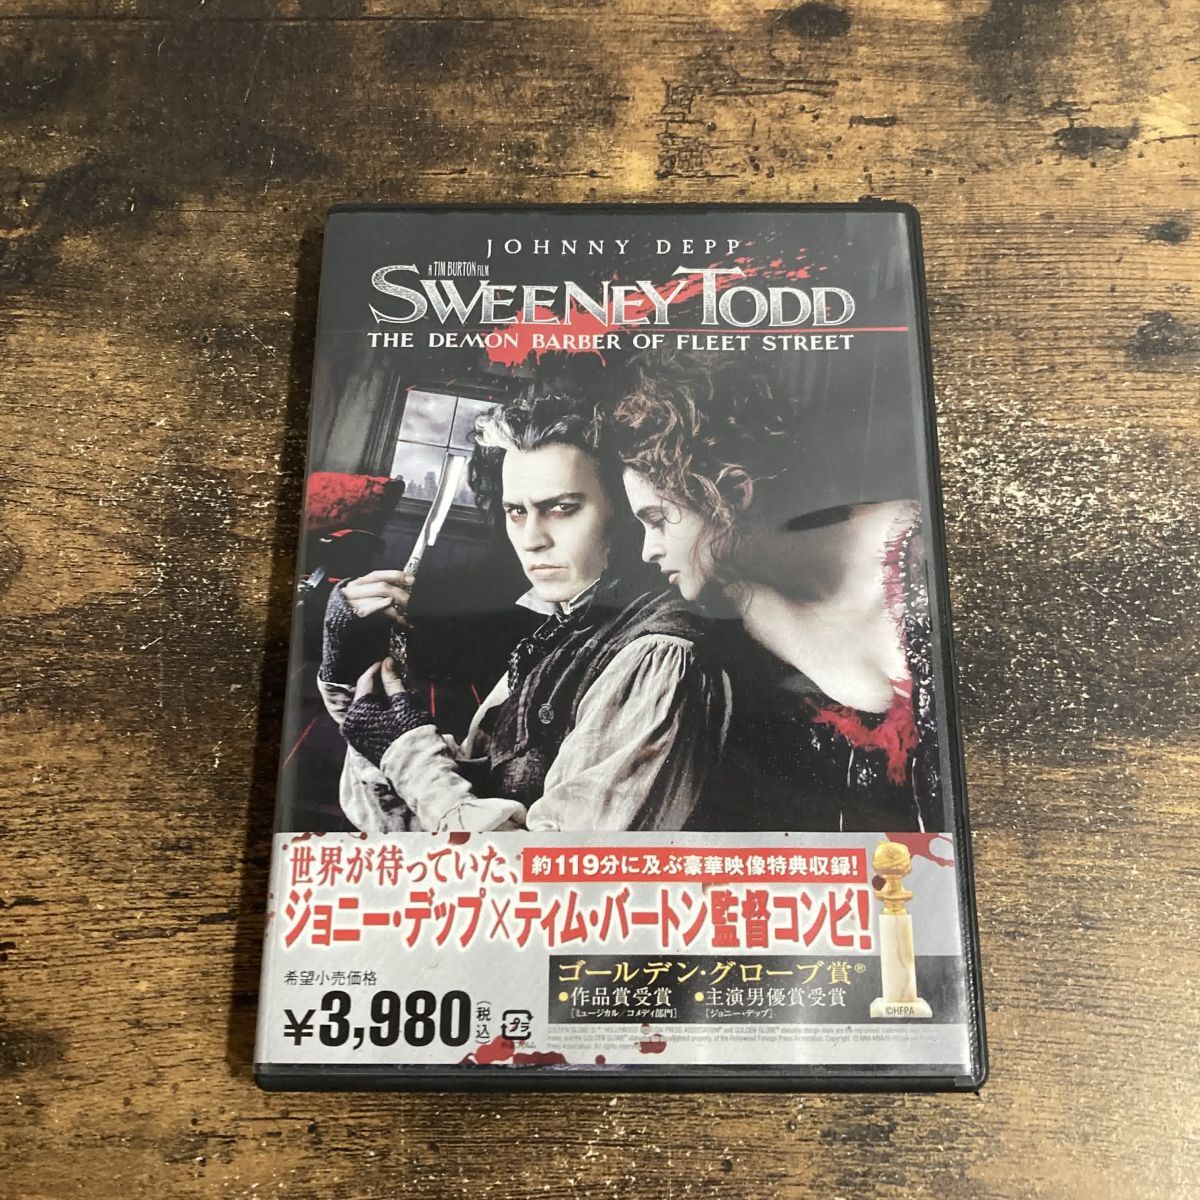 JOHNNY DEPP
A TIM BURTON FILM
SWEENEY TODD
THE DEMON BARBER OF FLEET STREET
世界が待っていた、
約119分に及ぶ豪華映像特典収録!
ジョニー・デップ×ティム・バートン監督コンビ!
希望小売価格
¥3,980(税込)
プラ
ゴールデン・グローブ賞®
•作品賞受賞 •主演男優賞受賞
[ミュージカル/コメディ部門] [ジョニー・デップ]
©HFPA